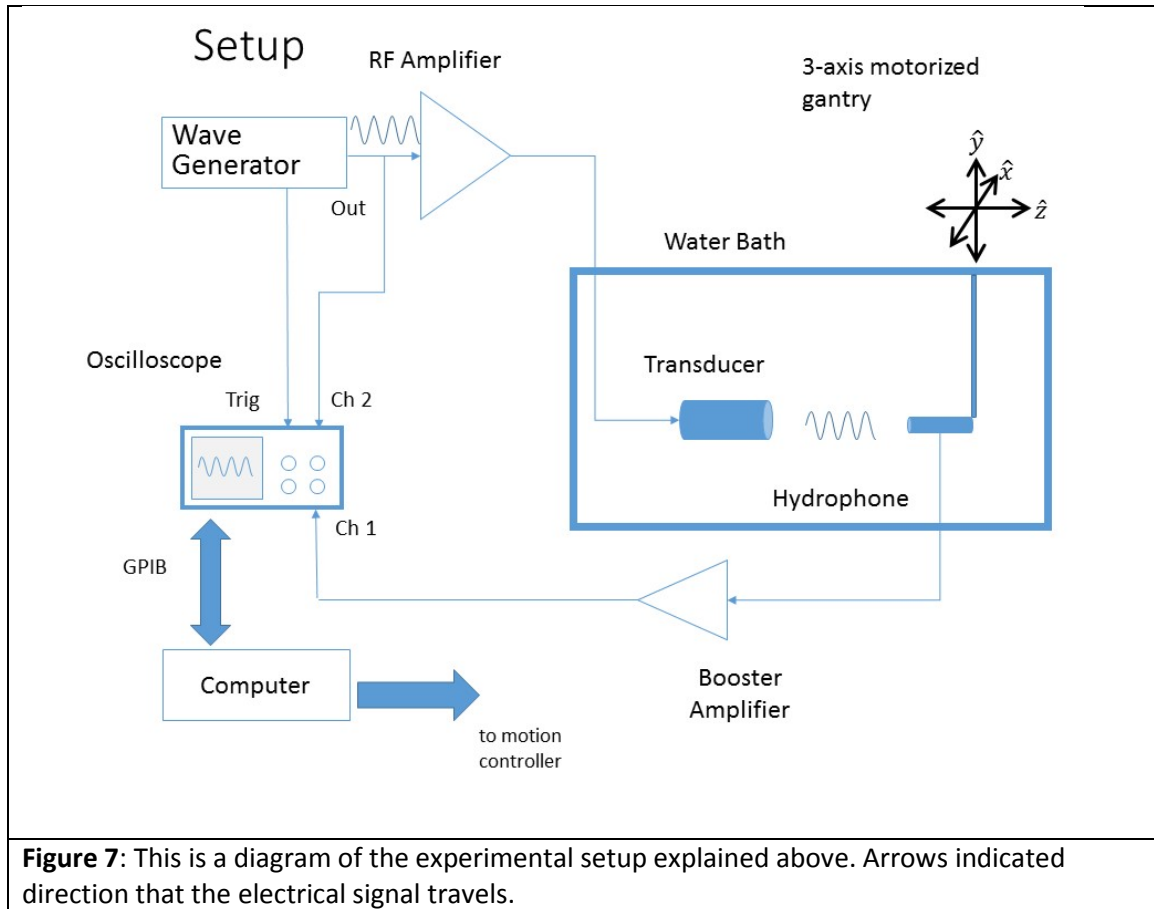 Setup
RF Amplifier
3-axis motorized
gantry
Wave
Generator
Out
ŷ
x̂
ẑ
Water Bath
Oscilloscope
Trig
Ch 2
Transducer
Hydrophone
Ch 1
GPIB
Computer
Booster
Amplifier
to motion
controller
Figure 7: This is a diagram of the experimental setup explained above. Arrows indicated
direction that the electrical signal travels.